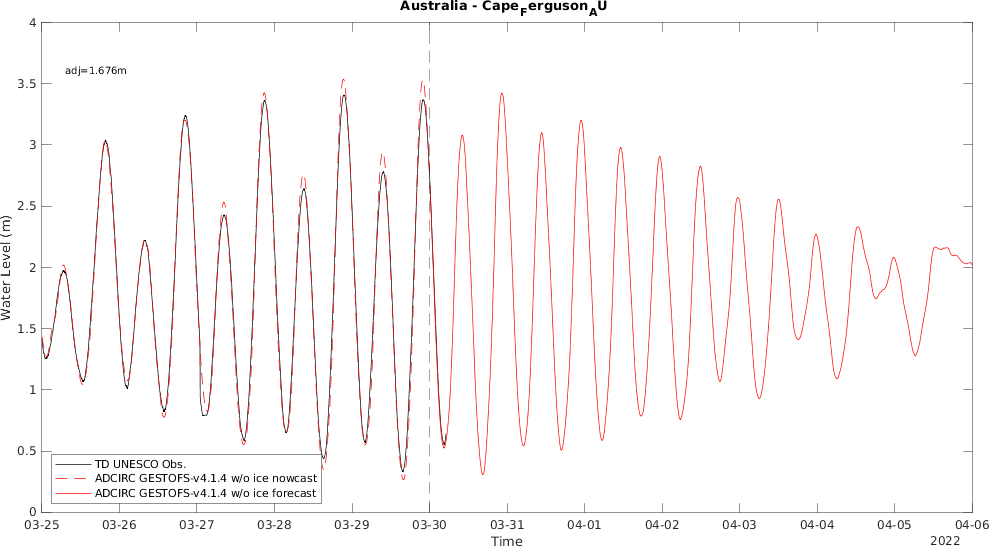 Australia - Cape_Ferguson_AU
4
3.5
3
2.5
2
1.5
1
0.5
0
Water Level (m)
adj=1.676m
TD UNESCO Obs.
ADCIRC GESTOFS-v4.1.4 w/o ice nowcast
ADCIRC GESTOFS-v4.1.4 w/o ice forecast
03-25 03-26 03-27 03-28 03-29 03-30 03-31 04-01 04-02 04-03 04-04 04-05 04-06
Time
2022